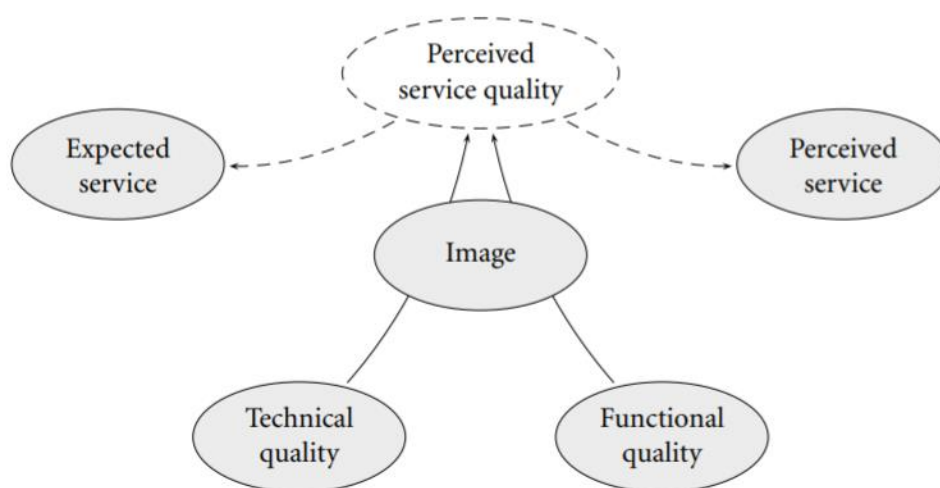 Perceived
service quality
Expected
service
Perceived
service
Image
Technical
quality
Functional
quality